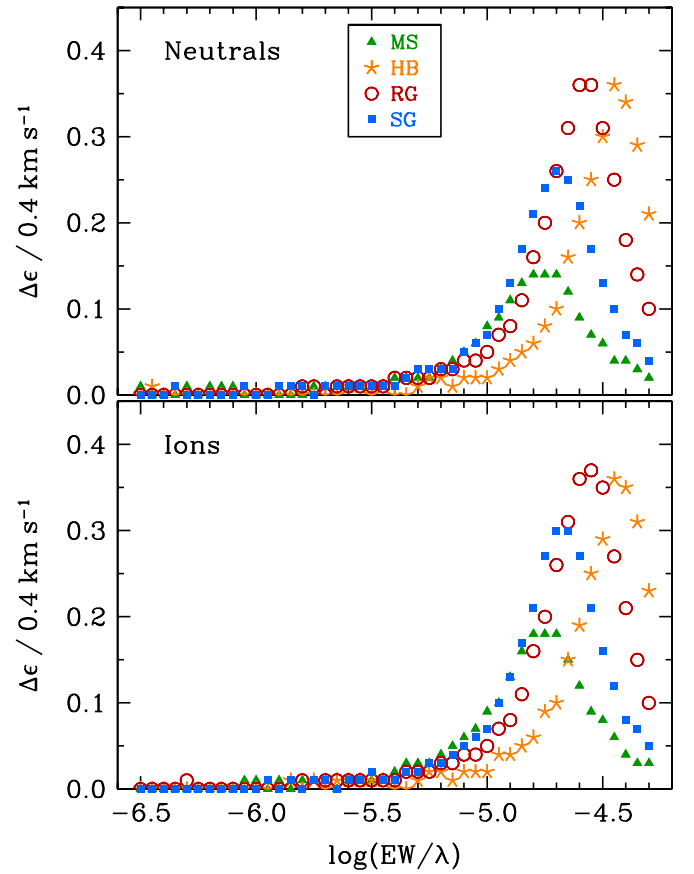 Neutrals
MS
HB
RG
SG
0.4
0.3
0.2
0.1
0.0
Δϵ / 0.4 km s⁻¹
Ions
0.4
0.3
0.2
0.1
0.0
Δϵ / 0.4 km s⁻¹
−6.5 −6.0 −5.5 −5.0 −4.5
log(EW/λ)